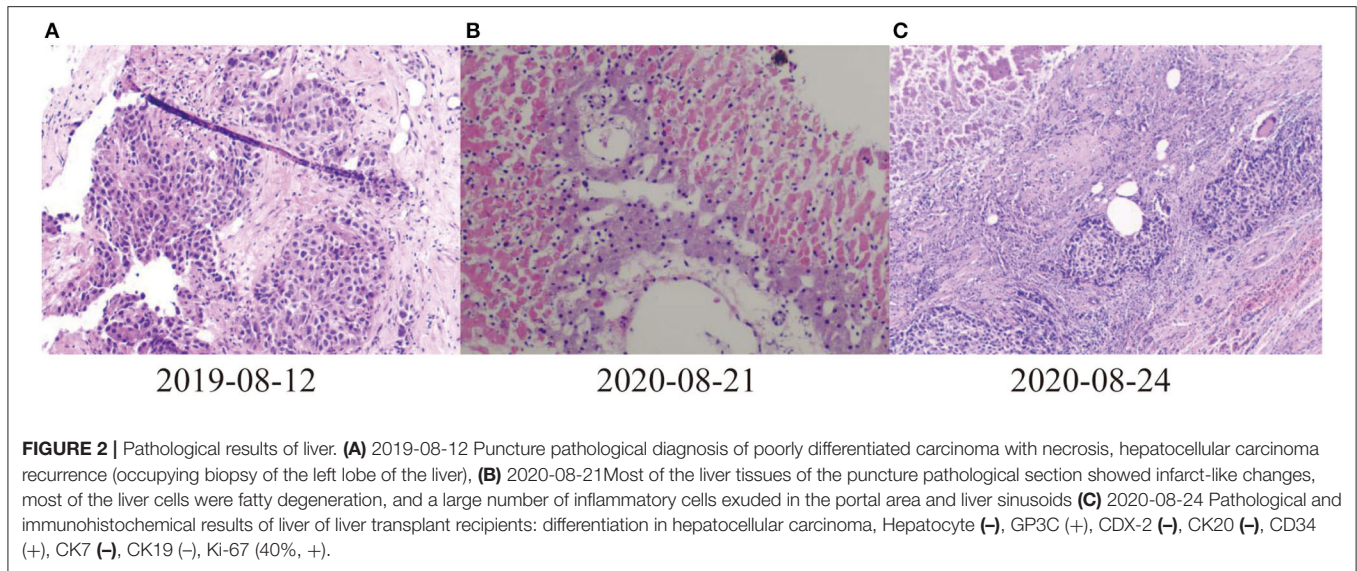 A
B
C
2019-08-12
2020-08-21
2020-08-24
FIGURE 2 | Pathological results of liver. (A) 2019-08-12 Puncture pathological diagnosis of poorly differentiated carcinoma with necrosis, hepatocellular carcinoma
recurrence (occupying biopsy of the left lobe of the liver), (B) 2020-08-21Most of the liver tissues of the puncture pathological section showed infarct-like changes,
most of the liver cells were fatty degeneration, and a large number of inflammatory cells exuded in the portal area and liver sinusoids (C) 2020-08-24 Pathological and
immunohistochemical results of liver of liver transplant recipients: differentiation in hepatocellular carcinoma, Hepatocyte (–), GP3C (+), CDX-2 (–), CK20 (–), CD34
(+), CK7 (–), CK19 (–), Ki-67 (40%, +).